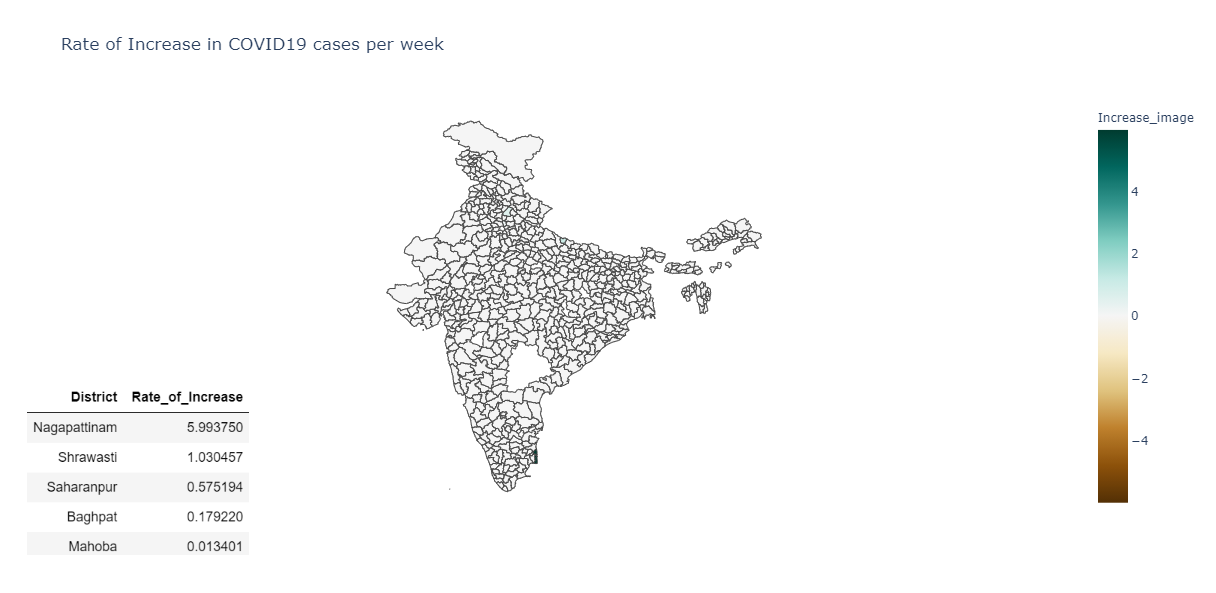 Rate of Increase in COVID19 cases per week
Increase_image
4
2
0
−2
−4
District Rate_of_Increase
Nagapattinam 5.993750
Shrawasti 1.030457
Saharanpur 0.575194
Baghpat 0.179220
Mahoba 0.013401